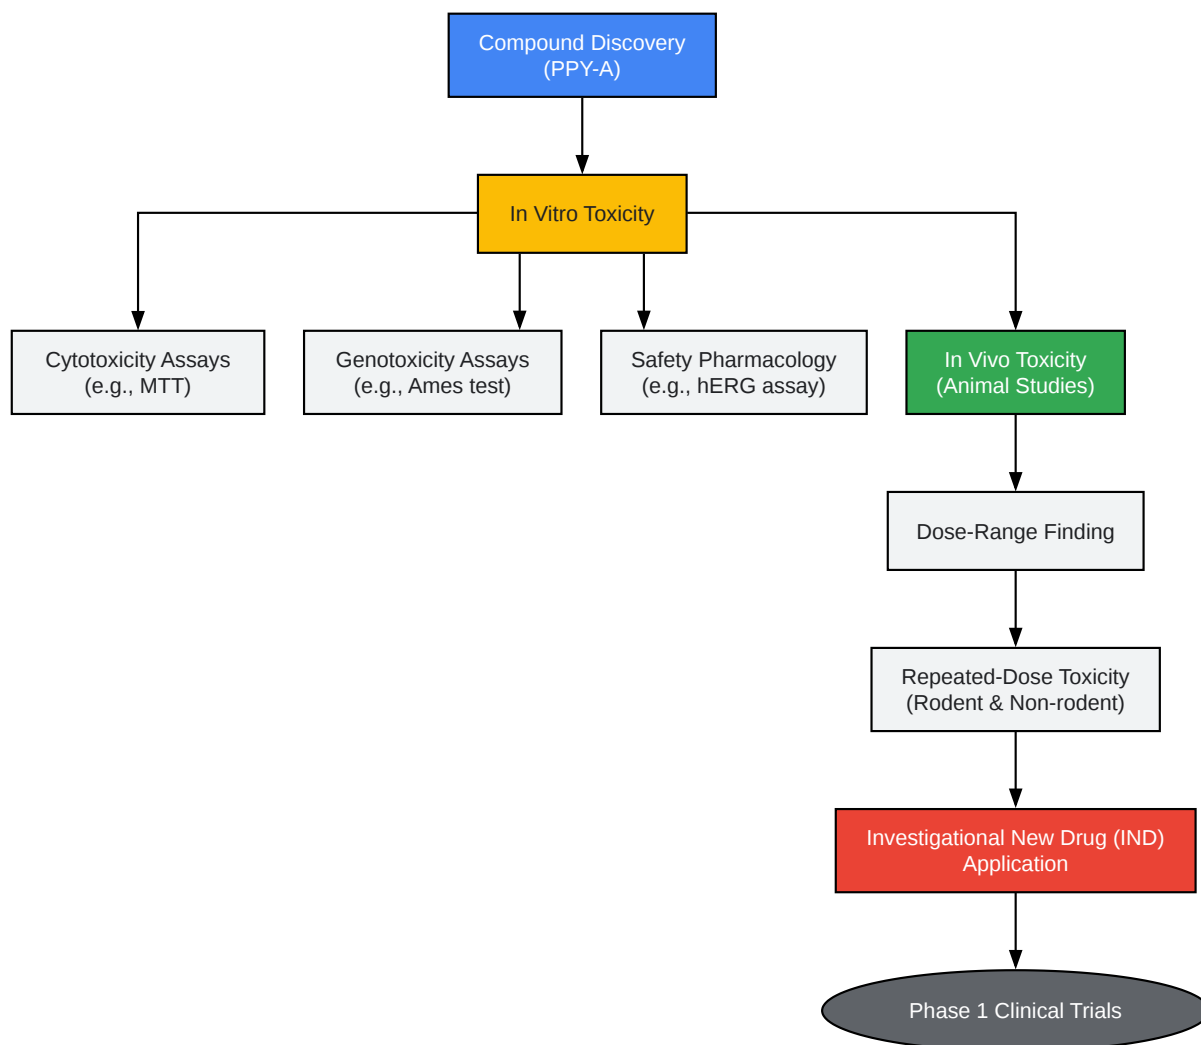 Compound Discovery
(PPY-A)
In Vitro Toxicity
Cytotoxicity Assays
(e.g., MTT)
Genotoxicity Assays
(e.g., Ames test)
Safety Pharmacology
(e.g., hERG assay)
In Vivo Toxicity
(Animal Studies)
Dose-Range Finding
Repeated-Dose Toxicity
(Rodent & Non-rodent)
Investigational New Drug (IND)
Application
Phase 1 Clinical Trials